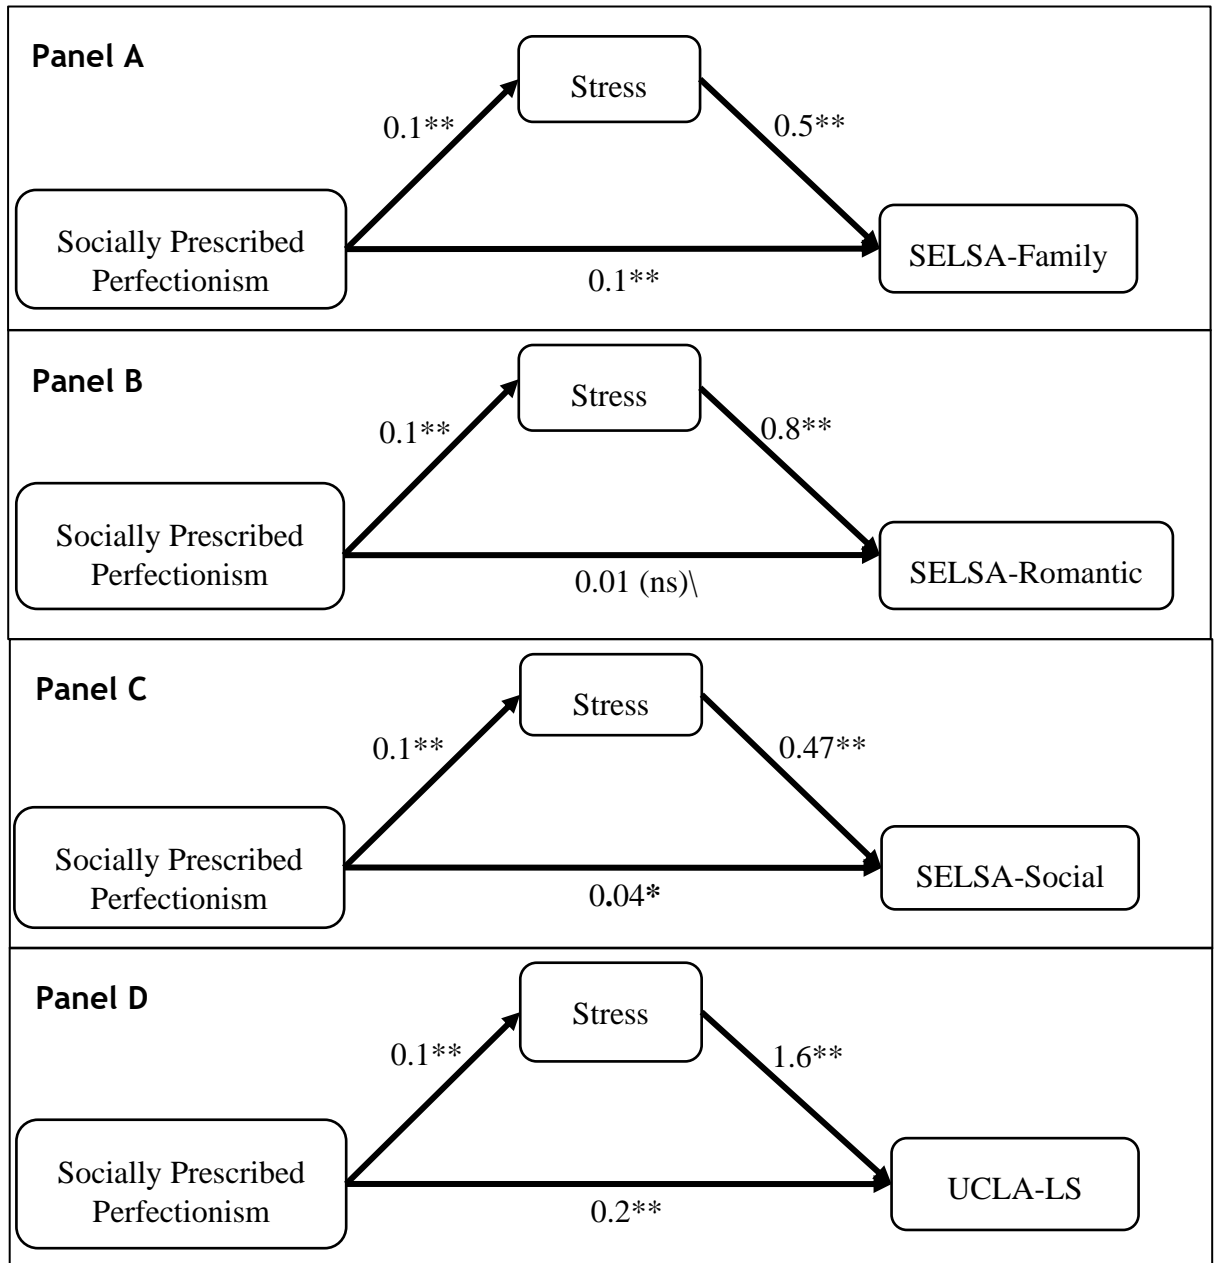 Panel A
Stress
0.1**
0.5**
Socially Prescribed
Perfectionism
SELSA-Family
0.1**
Panel B
Stress
0.1**
0.8**
Socially Prescribed
Perfectionism
SELSA-Romantic
0.01 (ns)\
Panel C
Stress
0.1**
0.47**
Socially Prescribed
Perfectionism
SELSA-Social
0.04*
Panel D
Stress
0.1**
1.6**
Socially Prescribed
Perfectionism
UCLA-LS
0.2**